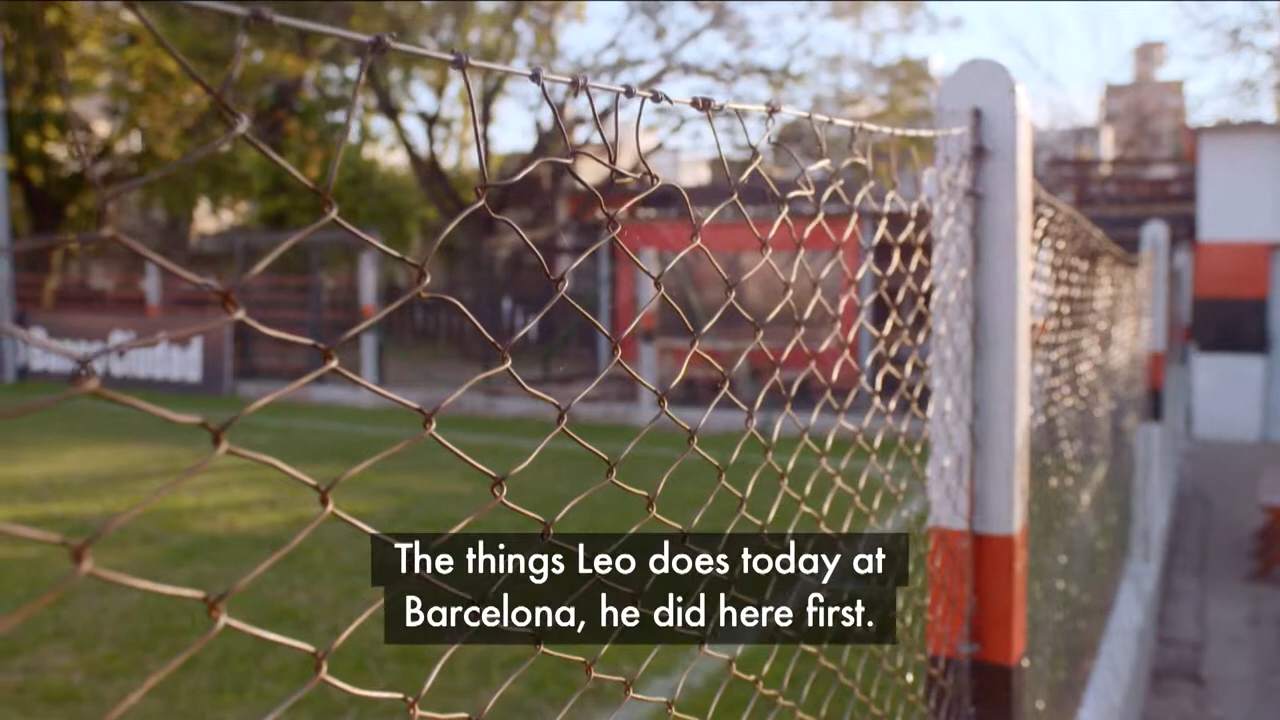 The things Leo does today at
Barcelona, he did here first.